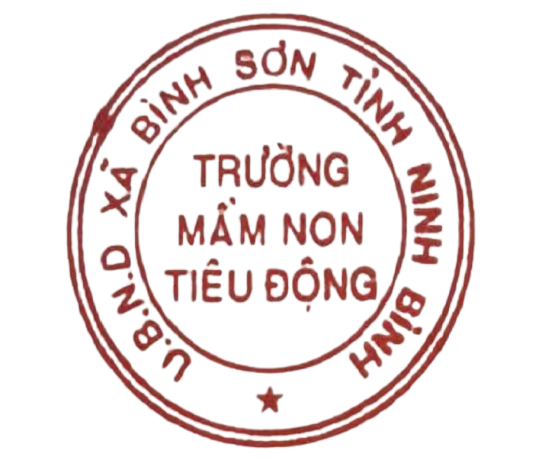 U.B.N.D XÃ BÌNH SƠN TỈNH NINH BÌNH
TRƯỜNG
MẦM NON
TIÊU ĐỘNG